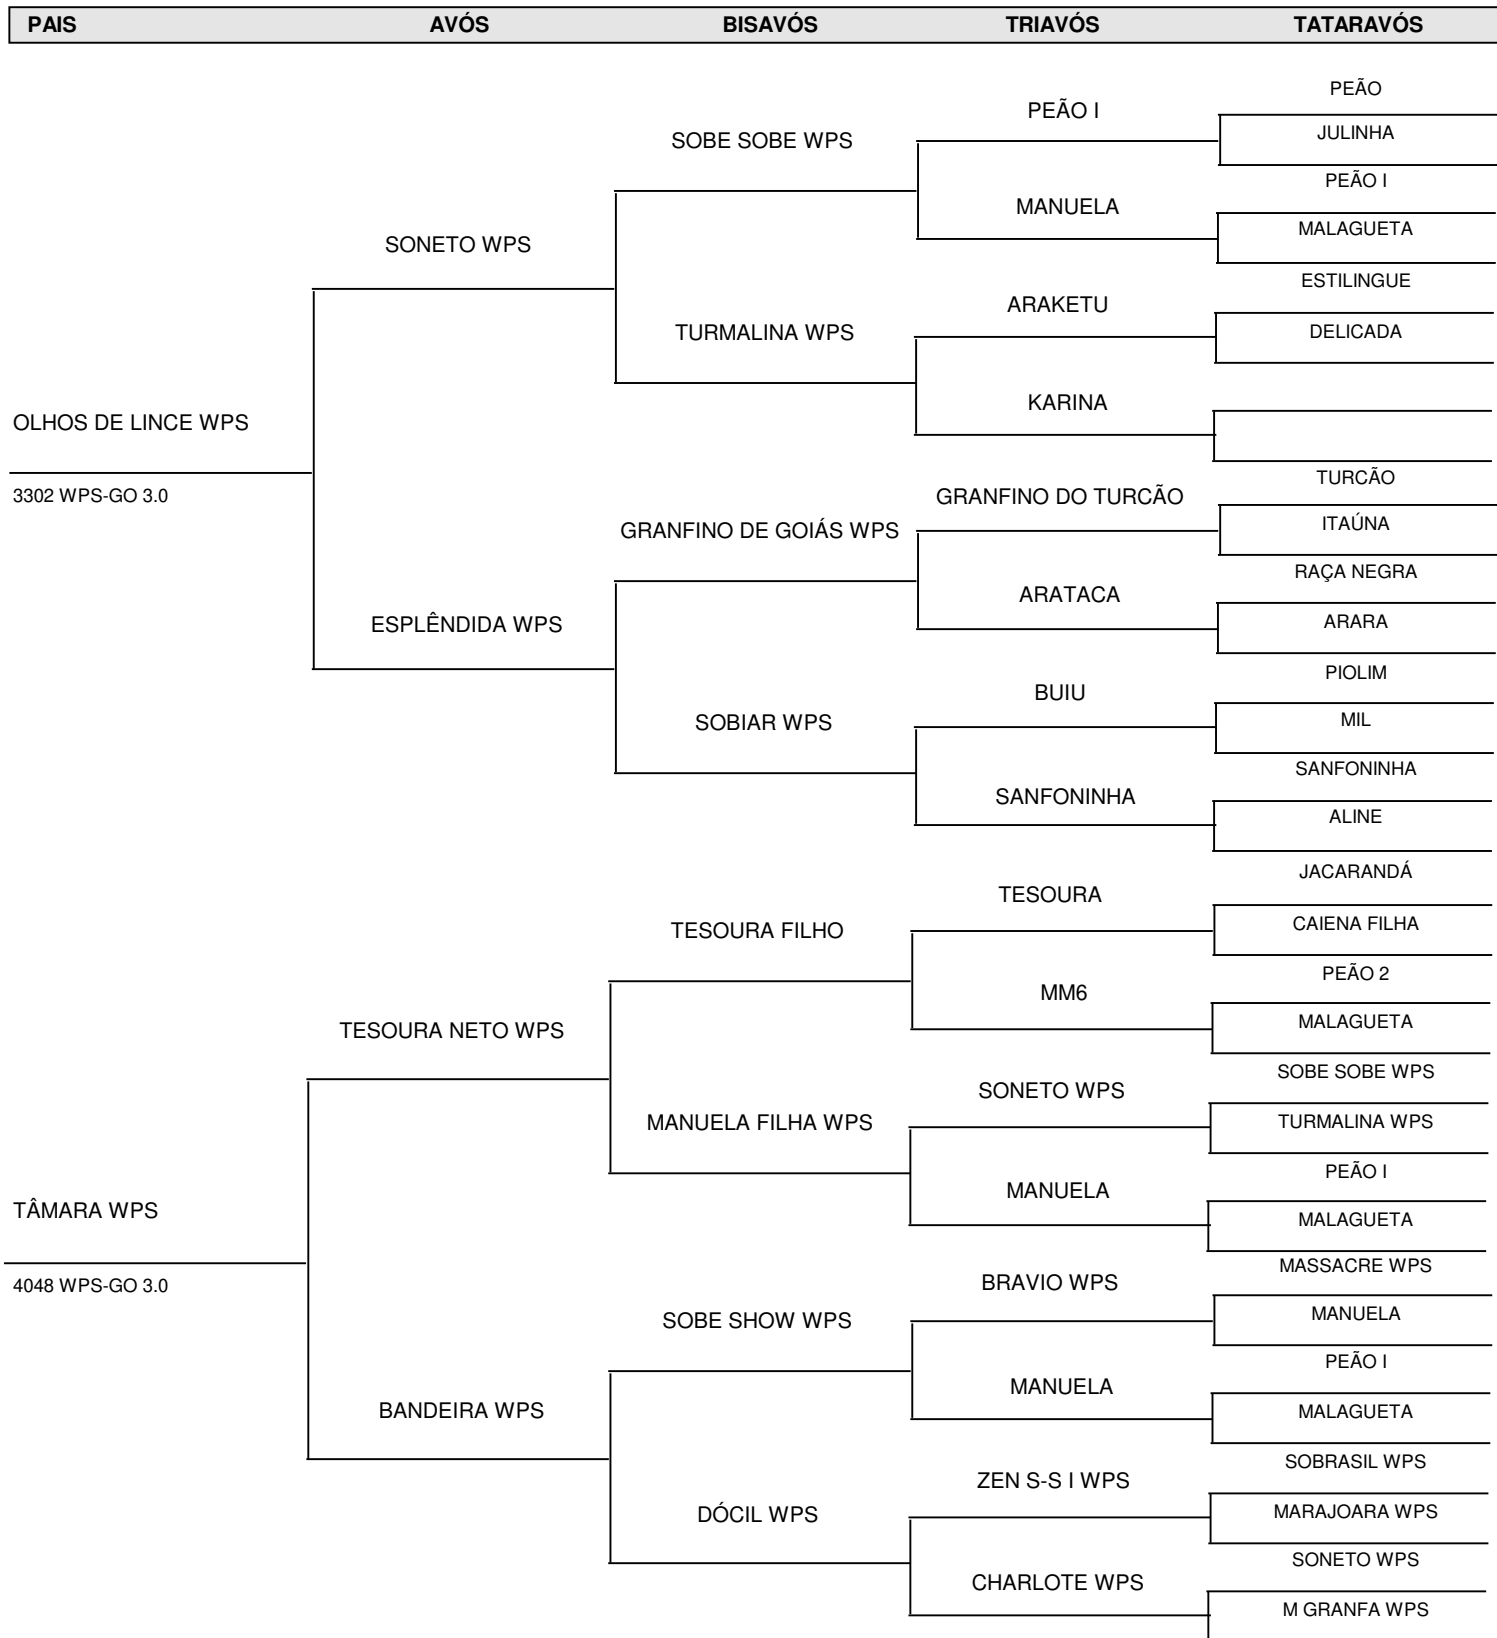 PAIS AVÓS BISAVÓS TRIAVÓS TATARAVÓS
PEÃO
PEÃO I
JULINHA
SOBE SOBE WPS
PEÃO I
MANUELA
MALAGUETA
SONETO WPS
ESTILINGUE
ARAKETU
TURMALINA WPS
DELICADA
KARINA
OLHOS DE LINCE WPS
TURCÃO
3302 WPS-GO 3.0
GRANFINO DO TURCÃO
GRANFINO DE GOIÁS WPS
ITAÚNA
RAÇA NEGRA
ARATACA
ESPLÊNDIDA WPS
ARARA
PIOLIM
BUIU
SOBIAR WPS
MIL
SANFONINHA
SANFONINHA
ALINE
JACARANDÁ
TESOURA
TESOURA FILHO
CAIENA FILHA
PEÃO 2
MM6
TESOURA NETO WPS
MALAGUETA
SOBE SOBE WPS
SONETO WPS
MANUELA FILHA WPS
TURMALINA WPS
PEÃO I
MANUELA
TÂMARA WPS
MALAGUETA
MASSACRE WPS
4048 WPS-GO 3.0
BRAVIO WPS
SOBE SHOW WPS
MANUELA
PEÃO I
MANUELA
BANDEIRA WPS
MALAGUETA
SOBRASIL WPS
ZEN S-S I WPS
DÓCIL WPS
MARAJOARA WPS
SONETO WPS
CHARLOTE WPS
M GRANFA WPS